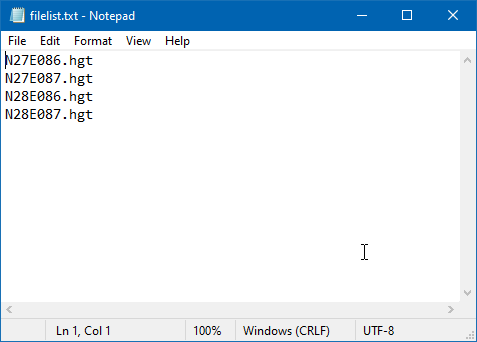 filelist.txt - Notepad
File Edit Format View Help
N27E086.hgt
N27E087.hgt
N28E086.hgt
N28E087.hgt
Ln 1, Col 1 100% Windows (CRLF) UTF-8